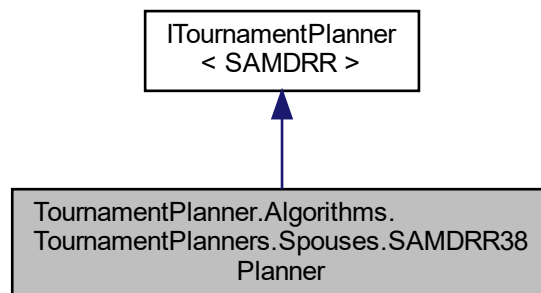 ITournamentPlanner
< SAMDRR >
TournamentPlanner.Algorithms.
TournamentPlanners.Spouses.SAMDRR38
Planner